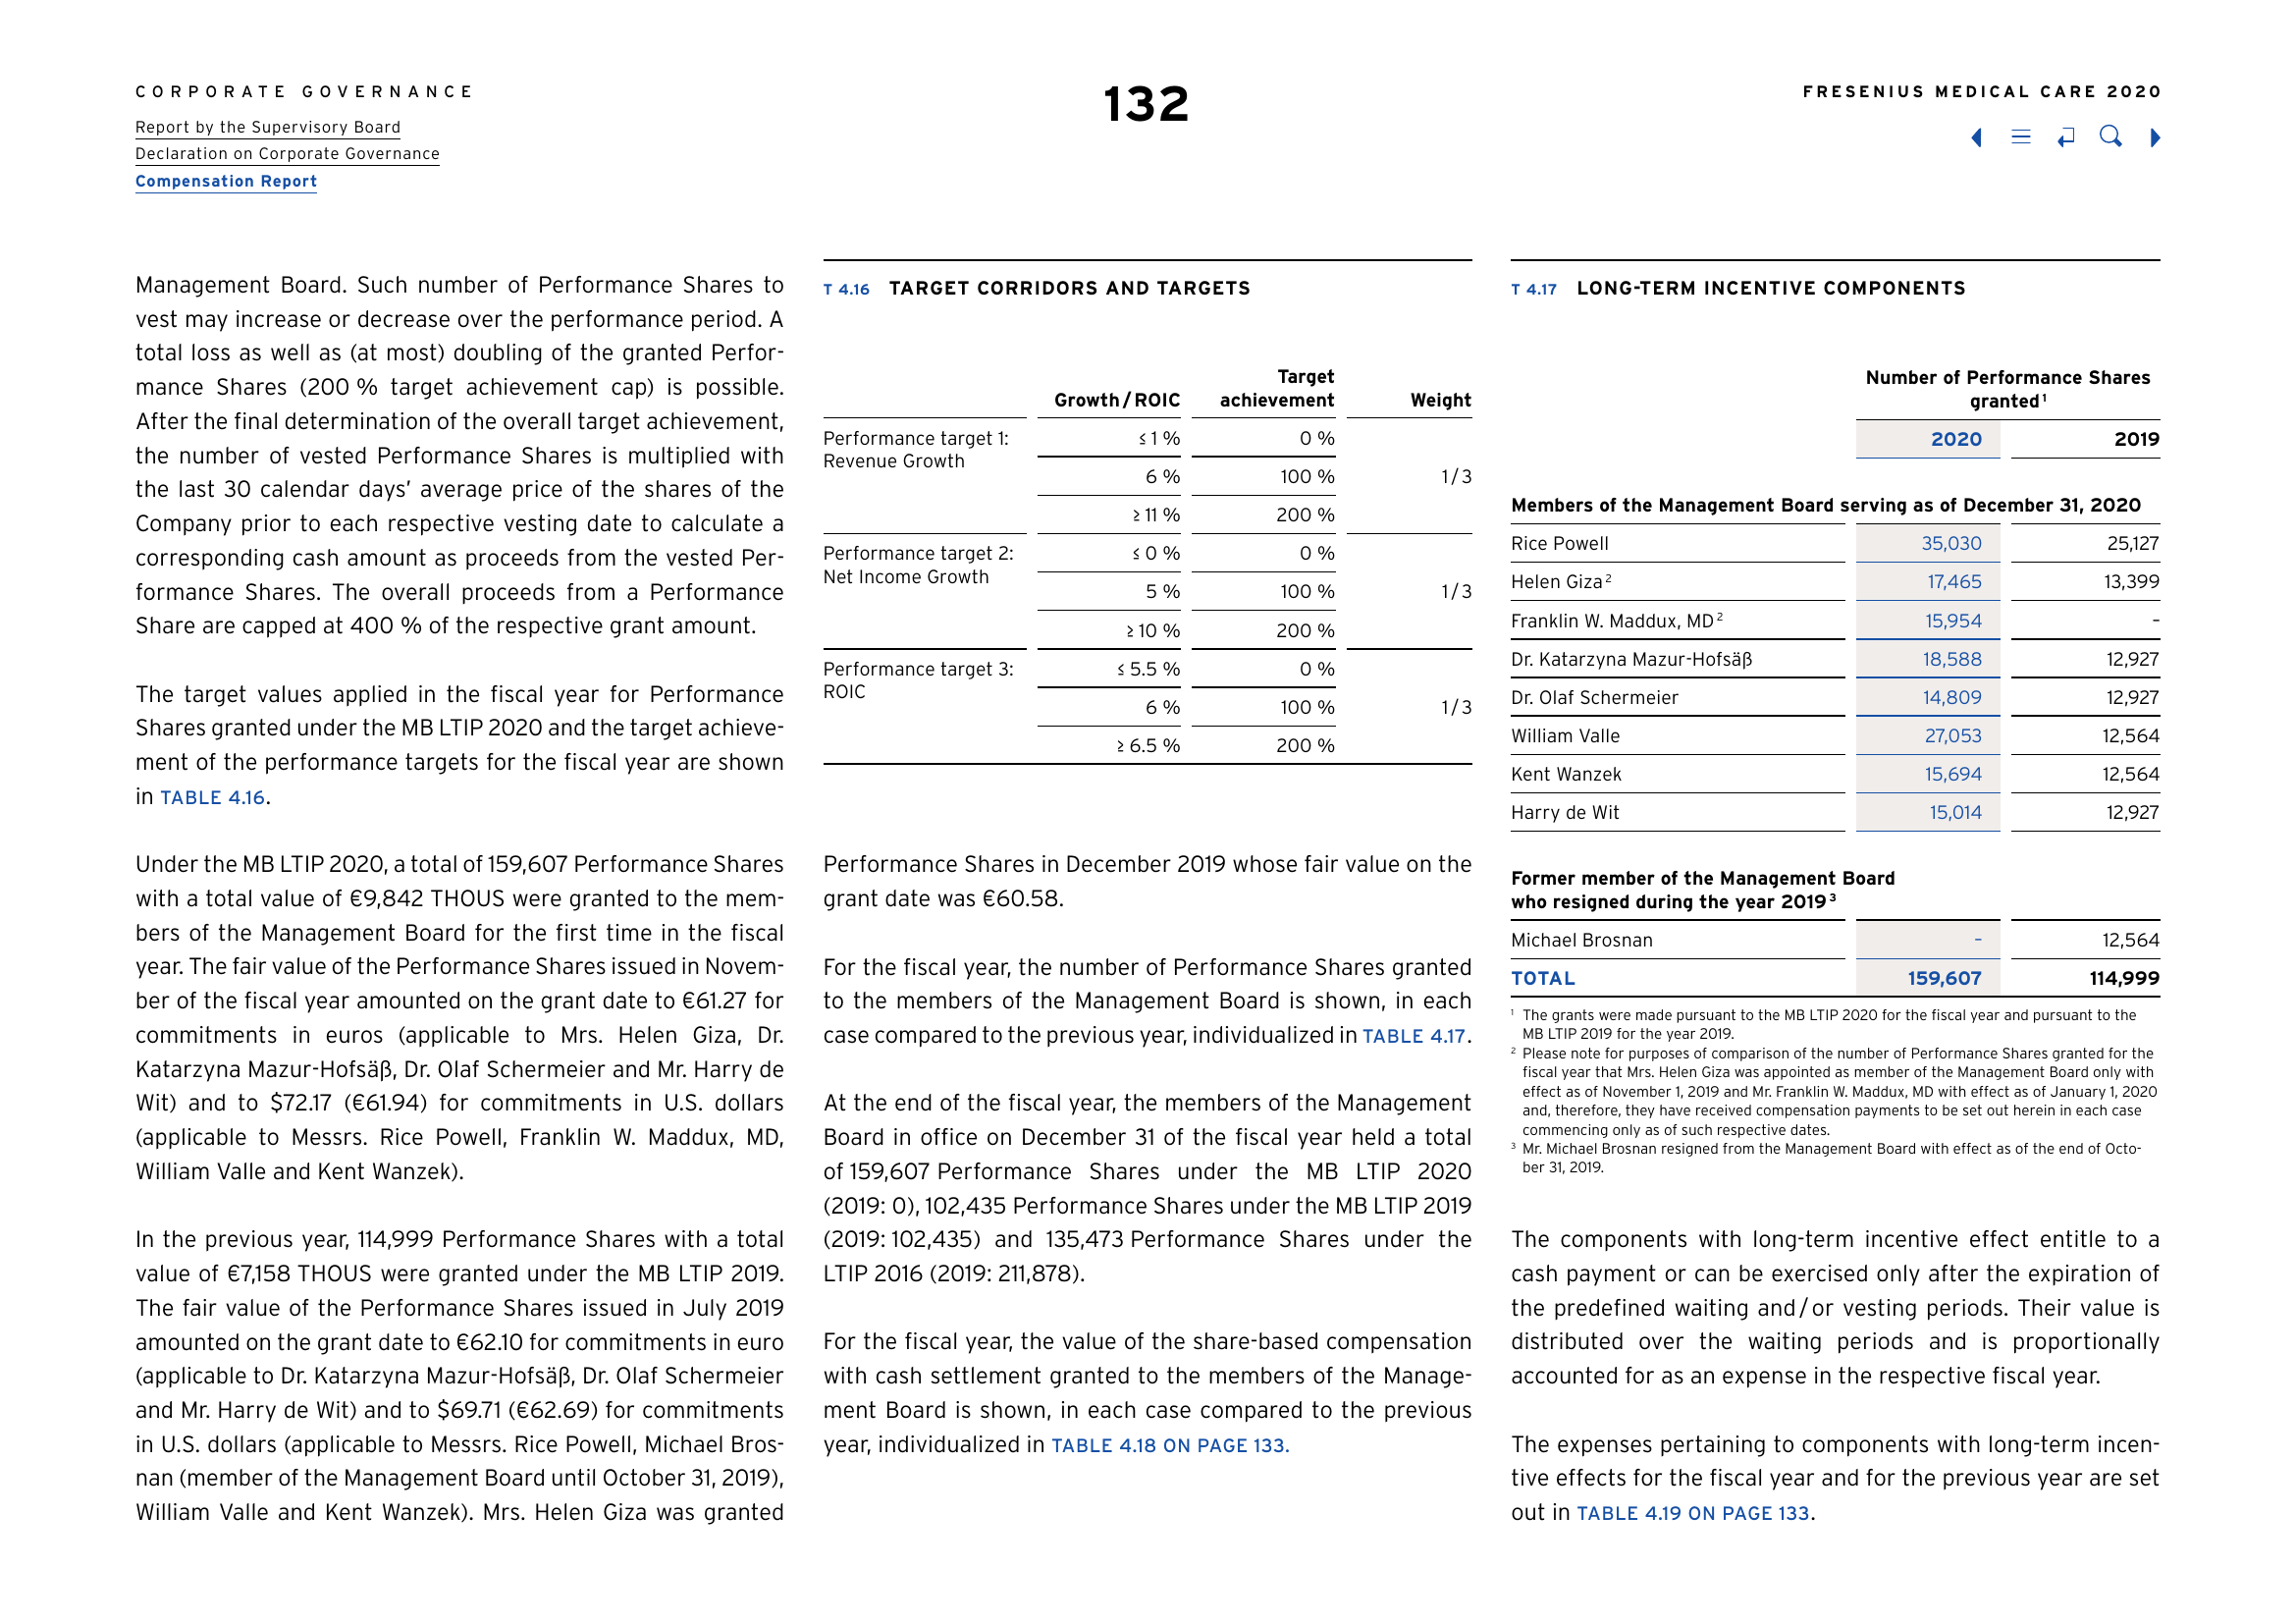 CORPORATE GOVERNANCE
Report by the Supervisory Board
Declaration on Corporate Governance
Compensation Report
132
FRESENIUS MEDICAL CARE 2020
Management Board. Such number of Performance Shares to
vest may increase or decrease over the performance period. A
total loss as well as (at most) doubling of the granted Perfor-
mance Shares (200 % target achievement cap) is possible.
After the final determination of the overall target achievement,
the number of vested Performance Shares is multiplied with
the last 30 calendar days’ average price of the shares of the
Company prior to each respective vesting date to calculate a
corresponding cash amount as proceeds from the vested Per-
formance Shares. The overall proceeds from a Performance
Share are capped at 400 % of the respective grant amount.
The target values applied in the fiscal year for Performance
Shares granted under the MB LTIP 2020 and the target achieve-
ment of the performance targets for the fiscal year are shown
in TABLE 4.16.
Under the MB LTIP 2020, a total of 159,607 Performance Shares
with a total value of €9,842 THOUS were granted to the mem-
bers of the Management Board for the first time in the fiscal
year. The fair value of the Performance Shares issued in Novem-
ber of the fiscal year amounted on the grant date to €61.27 for
commitments in euros (applicable to Mrs. Helen Giza, Dr.
Katarzyna Mazur-Hofsäß, Dr. Olaf Schermeier and Mr. Harry de
Wit) and to $72.17 (€61.94) for commitments in U.S. dollars
(applicable to Messrs. Rice Powell, Franklin W. Maddux, MD,
William Valle and Kent Wanzek).
In the previous year, 114,999 Performance Shares with a total
value of €7,158 THOUS were granted under the MB LTIP 2019.
The fair value of the Performance Shares issued in July 2019
amounted on the grant date to €62.10 for commitments in euro
(applicable to Dr. Katarzyna Mazur-Hofsäß, Dr. Olaf Schermeier
and Mr. Harry de Wit) and to $69.71 (€62.69) for commitments
in U.S. dollars (applicable to Messrs. Rice Powell, Michael Bros-
nan (member of the Management Board until October 31, 2019),
William Valle and Kent Wanzek). Mrs. Helen Giza was granted
T 4.16 TARGET CORRIDORS AND TARGETS
Target
Growth / ROIC achievement Weight
Performance target 1: ≤ 1 % 0 %
Revenue Growth
6 % 100 % 1 / 3
≥ 11 % 200 %
Performance target 2: ≤ 0 % 0 %
Net Income Growth
5 % 100 % 1 / 3
≥ 10 % 200 %
Performance target 3: ≤ 5.5 % 0 %
ROIC
6 % 100 % 1 / 3
≥ 6.5 % 200 %
Performance Shares in December 2019 whose fair value on the
grant date was €60.58.
For the fiscal year, the number of Performance Shares granted
to the members of the Management Board is shown, in each
case compared to the previous year, individualized in TABLE 4.17.
At the end of the fiscal year, the members of the Management
Board in office on December 31 of the fiscal year held a total
of 159,607 Performance Shares under the MB LTIP 2020
(2019: 0), 102,435 Performance Shares under the MB LTIP 2019
(2019: 102,435) and 135,473 Performance Shares under the
LTIP 2016 (2019: 211,878).
For the fiscal year, the value of the share-based compensation
with cash settlement granted to the members of the Manage-
ment Board is shown, in each case compared to the previous
year, individualized in TABLE 4.18 ON PAGE 133.
T 4.17 LONG-TERM INCENTIVE COMPONENTS
Number of Performance Shares
granted ¹
2020 2019
Members of the Management Board serving as of December 31, 2020
Rice Powell 35,030 25,127
Helen Giza ² 17,465 13,399
Franklin W. Maddux, MD ² 15,954 –
Dr. Katarzyna Mazur-Hofsäß 18,588 12,927
Dr. Olaf Schermeier 14,809 12,927
William Valle 27,053 12,564
Kent Wanzek 15,694 12,564
Harry de Wit 15,014 12,927
Former member of the Management Board
who resigned during the year 2019 ³
Michael Brosnan – 12,564
TOTAL 159,607 114,999
¹ The grants were made pursuant to the MB LTIP 2020 for the fiscal year and pursuant to the
MB LTIP 2019 for the year 2019.
² Please note for purposes of comparison of the number of Performance Shares granted for the
fiscal year that Mrs. Helen Giza was appointed as member of the Management Board only with
effect as of November 1, 2019 and Mr. Franklin W. Maddux, MD with effect as of January 1, 2020
and, therefore, they have received compensation payments to be set out herein in each case
commencing only as of such respective dates.
³ Mr. Michael Brosnan resigned from the Management Board with effect as of the end of Octo-
ber 31, 2019.
The components with long-term incentive effect entitle to a
cash payment or can be exercised only after the expiration of
the predefined waiting and / or vesting periods. Their value is
distributed over the waiting periods and is proportionally
accounted for as an expense in the respective fiscal year.
The expenses pertaining to components with long-term incen-
tive effects for the fiscal year and for the previous year are set
out in TABLE 4.19 ON PAGE 133.